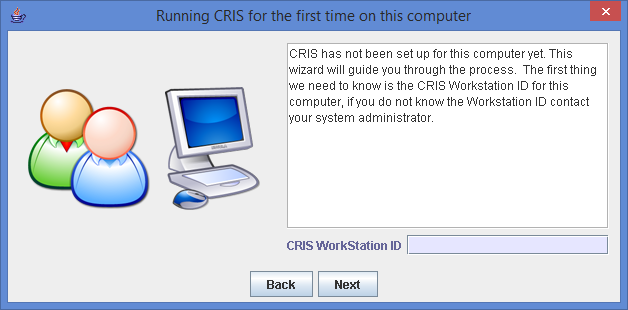 Running CRIS for the first time on this computer
CRIS has not been set up for this computer yet. This
wizard will guide you through the process.  The first thing
we need to know is the CRIS Workstation ID for this
computer, if you do not know the Workstation ID contact
your system administrator.
CRIS WorkStation ID
Back
Next